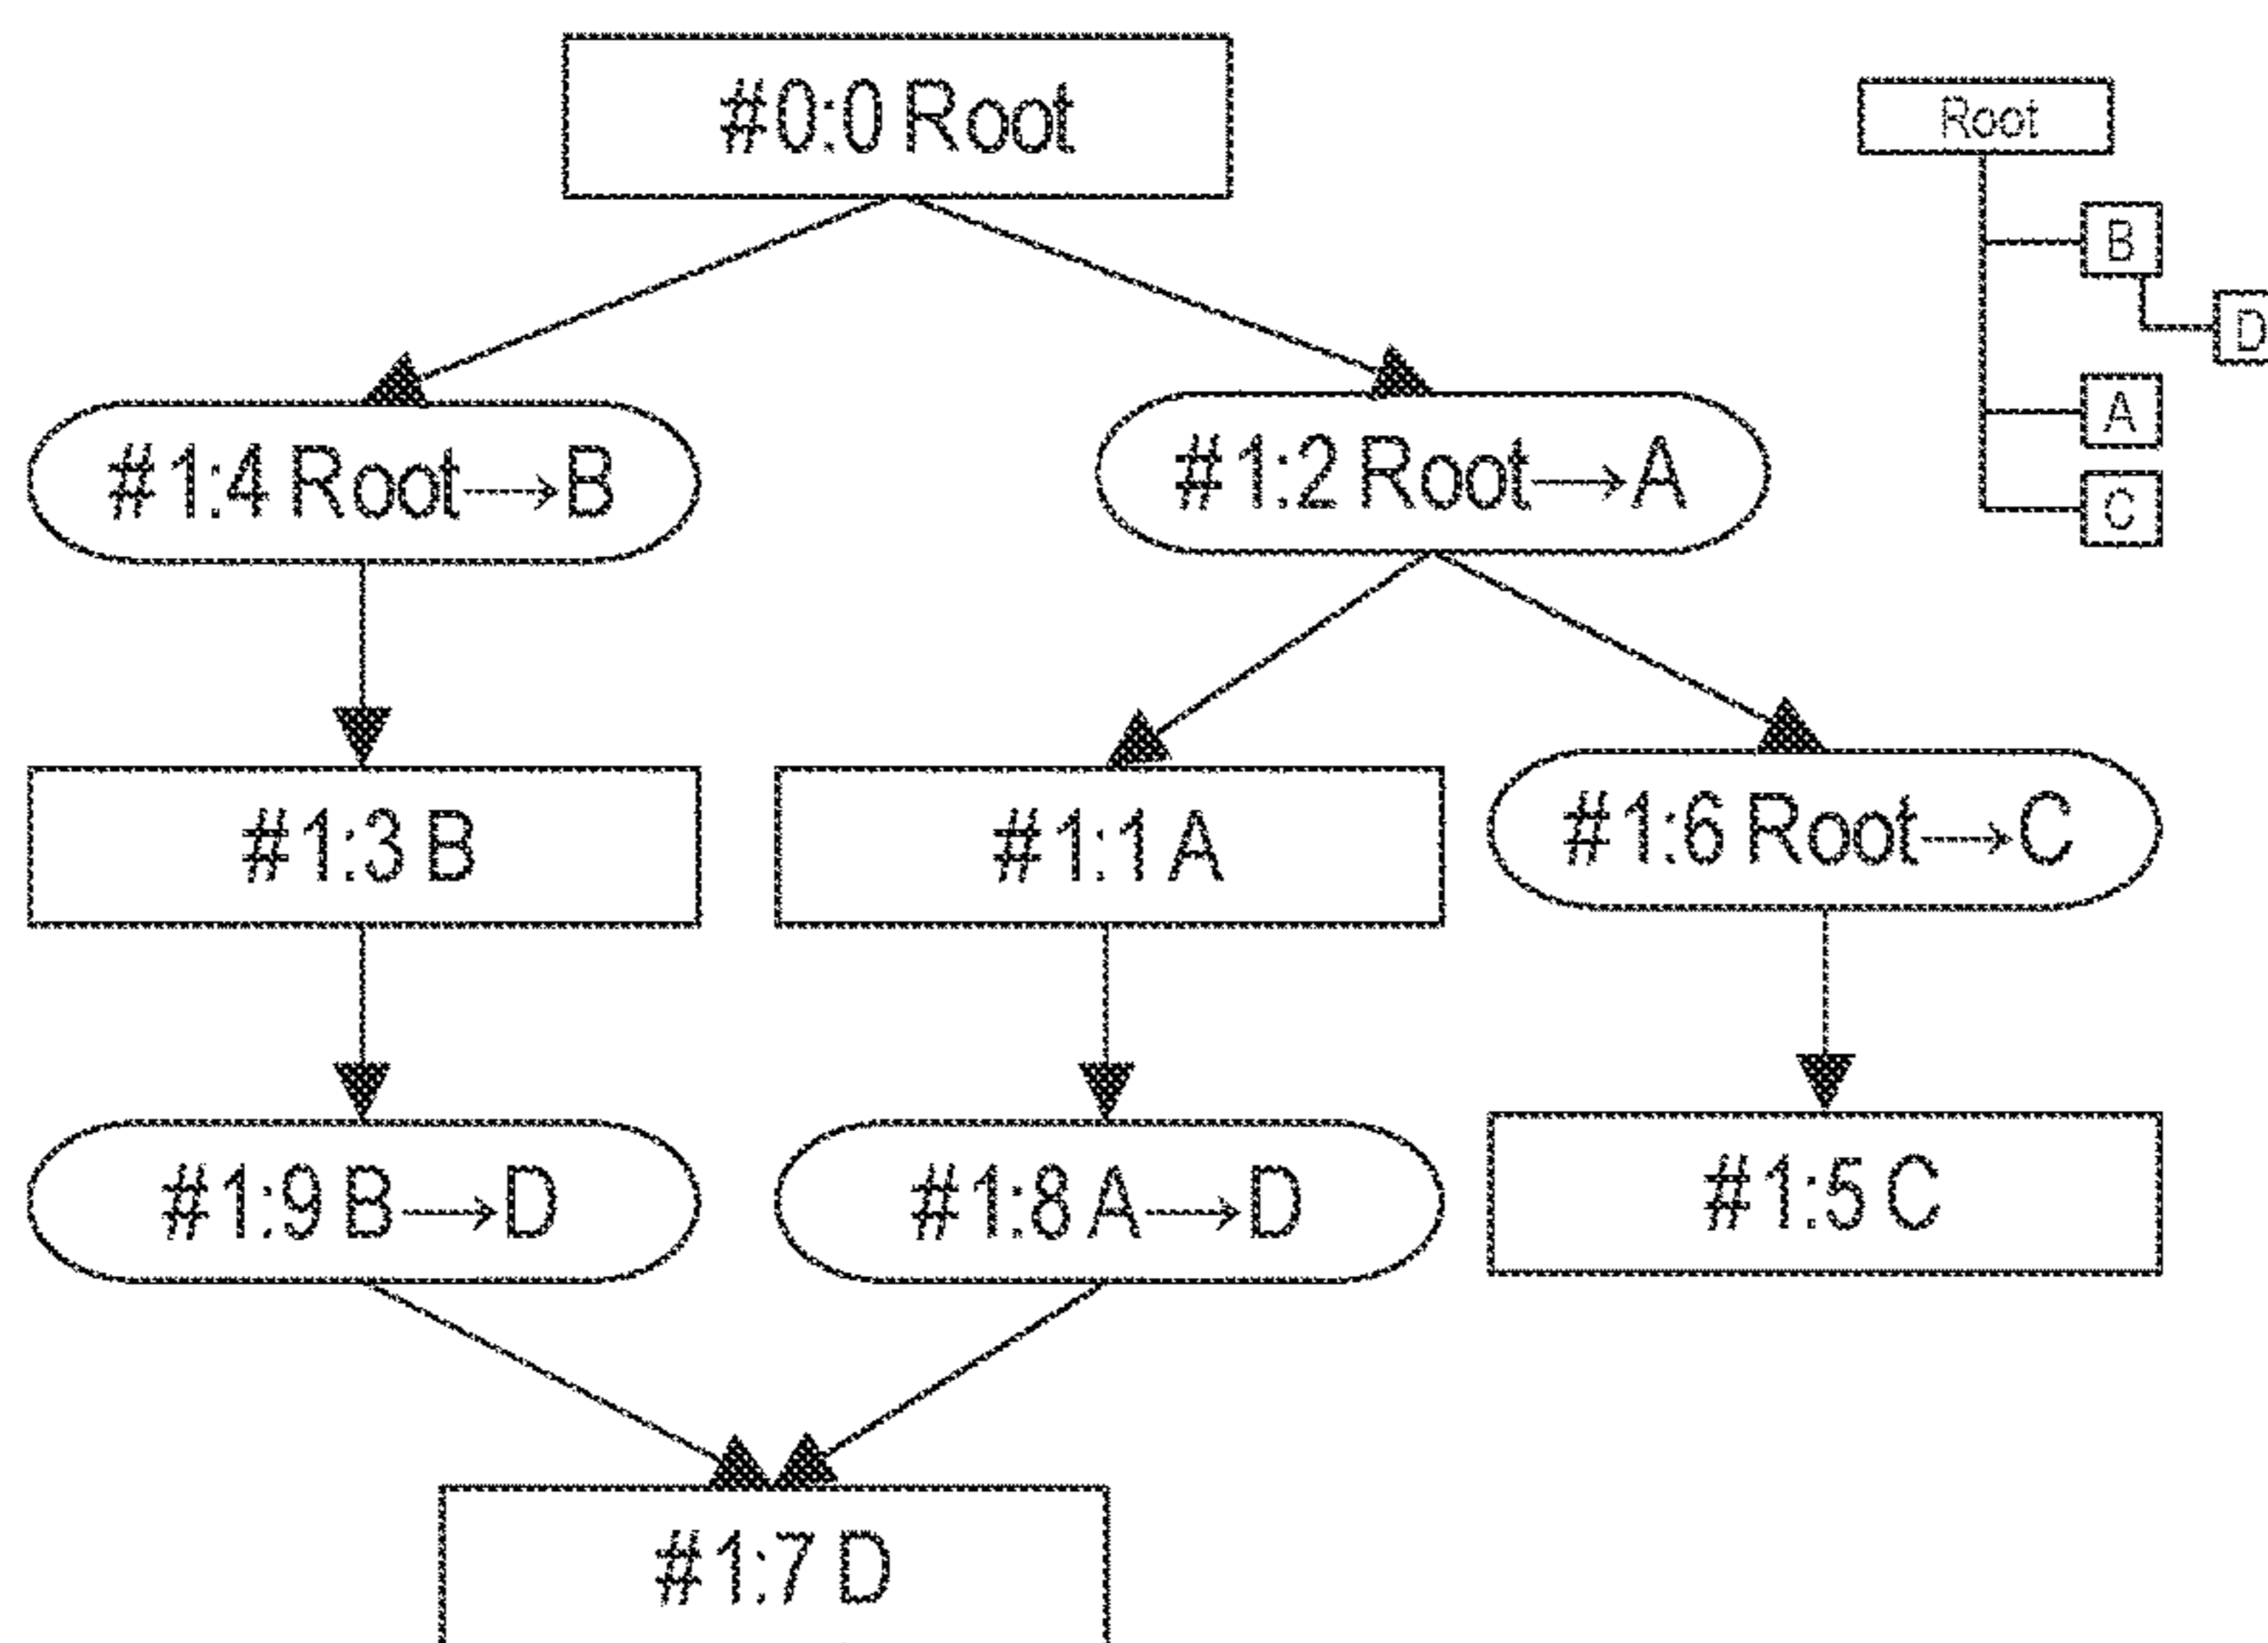 #0:0 Root
Root
B
D
A
C
#1:4 Root→B
#1:2 Root→A
#1:3 B
#1:1 A
#1:6 Root→C
#1:9 B→D
#1:8 A→D
#1:5 C
#1:7 D